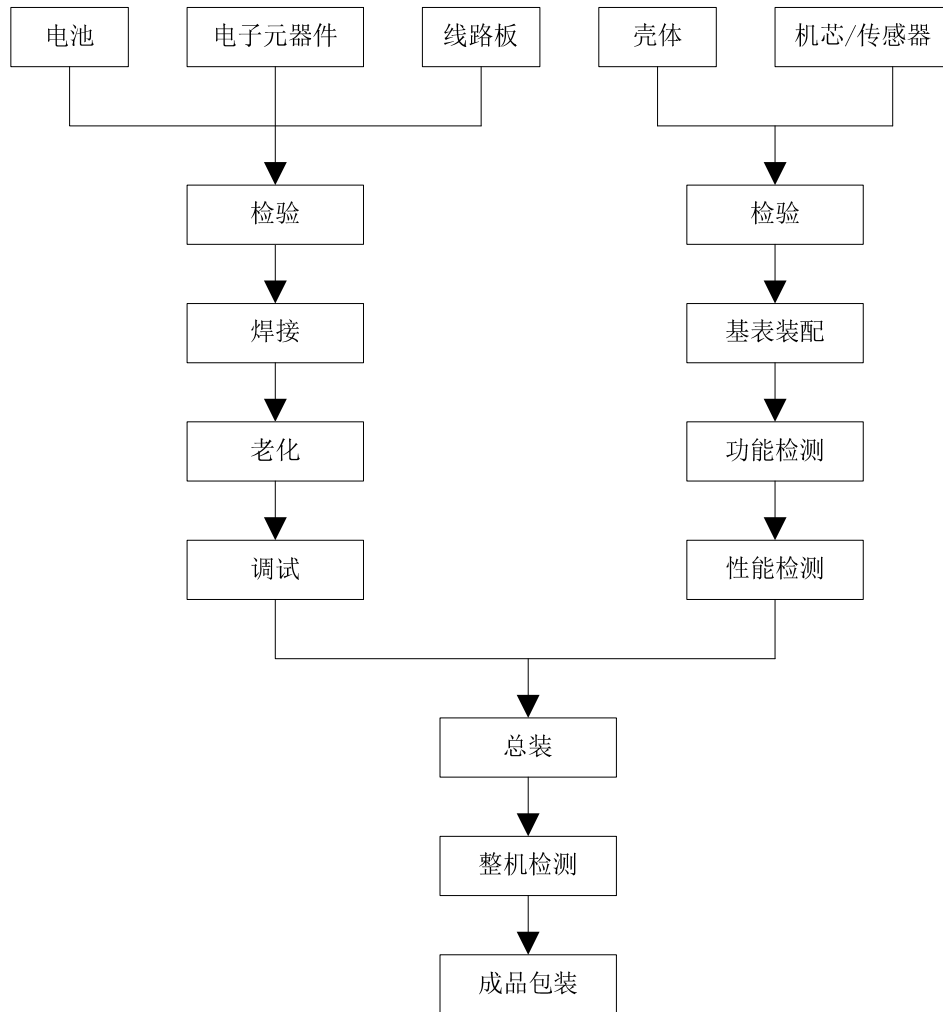 电池
电子元器件
线路板
壳体
机芯/传感器
检验
检验
焊接
基表装配
老化
功能检测
调试
性能检测
总装
整机检测
成品包装